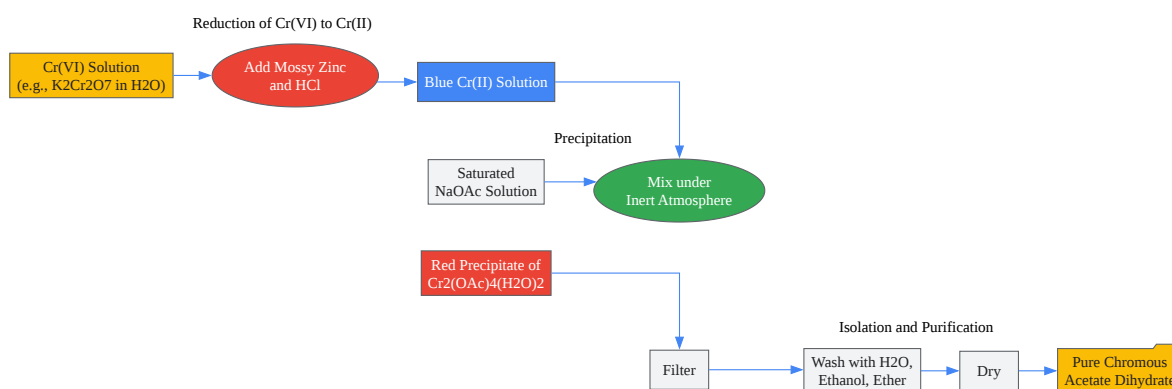 Reduction of Cr(VI) to Cr(II)
Cr(VI) Solution
(e.g., K2Cr2O7 in H2O)
Add Mossy Zinc
and HCl
Blue Cr(II) Solution
Precipitation
Saturated
NaOAc Solution
Mix under
Inert Atmosphere
Red Precipitate of
Cr2(OAc)4(H2O)2
Isolation and Purification
Filter
Wash with H2O,
Ethanol, Ether
Dry
Pure Chromous
Acetate Dihydrate